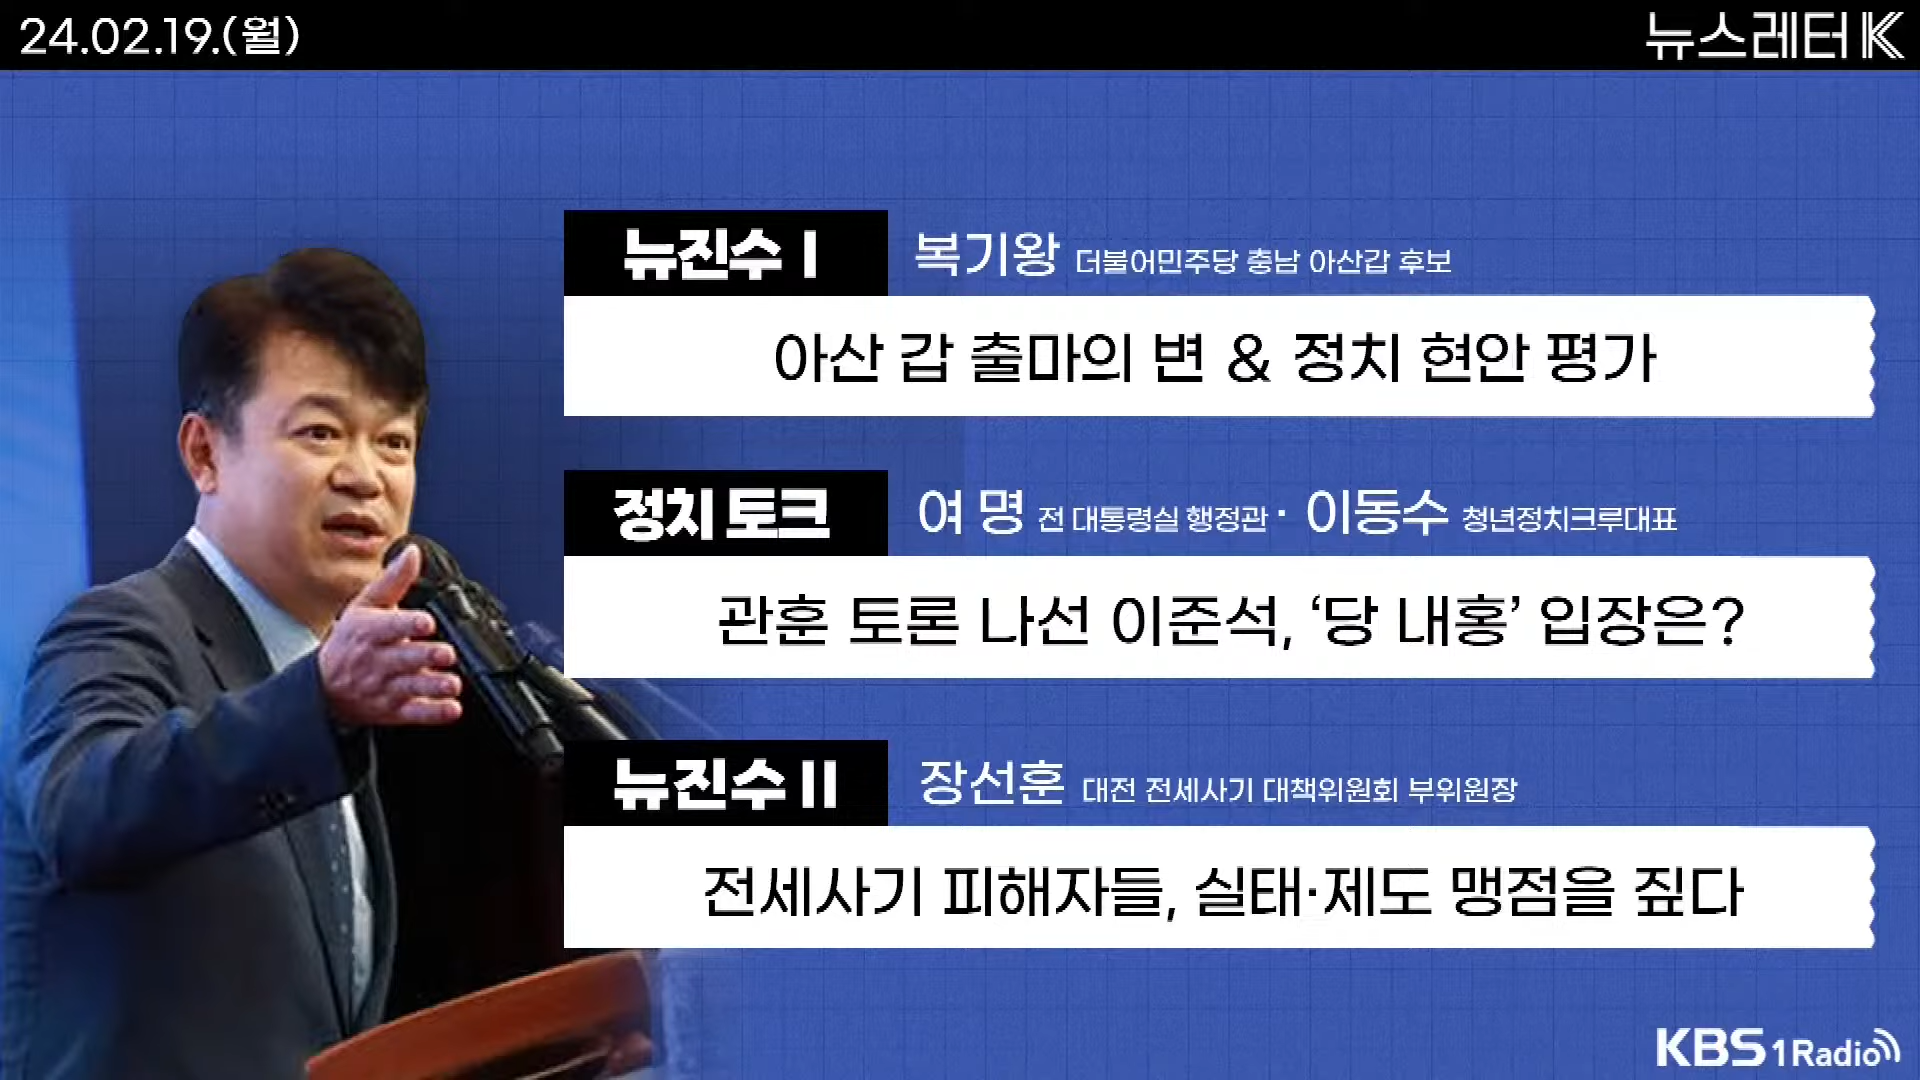 24.02.19.(월)
뉴스레터 K
뉴진수 I
복기왕 더불어민주당 충남 아산갑 후보
아산 갑 출마의 변 & 정치 현안 평가
정치 토크
여 명 전 대통령실 행정관 · 이동수 청년정치크루대표
관훈 토론 나선 이준석, ‘당 내홍’ 입장은?
뉴진수 II
장선훈 대전 전세사기 대책위원회 부위원장
전세사기 피해자들, 실태·제도 맹점을 짚다
KBS 1Radio